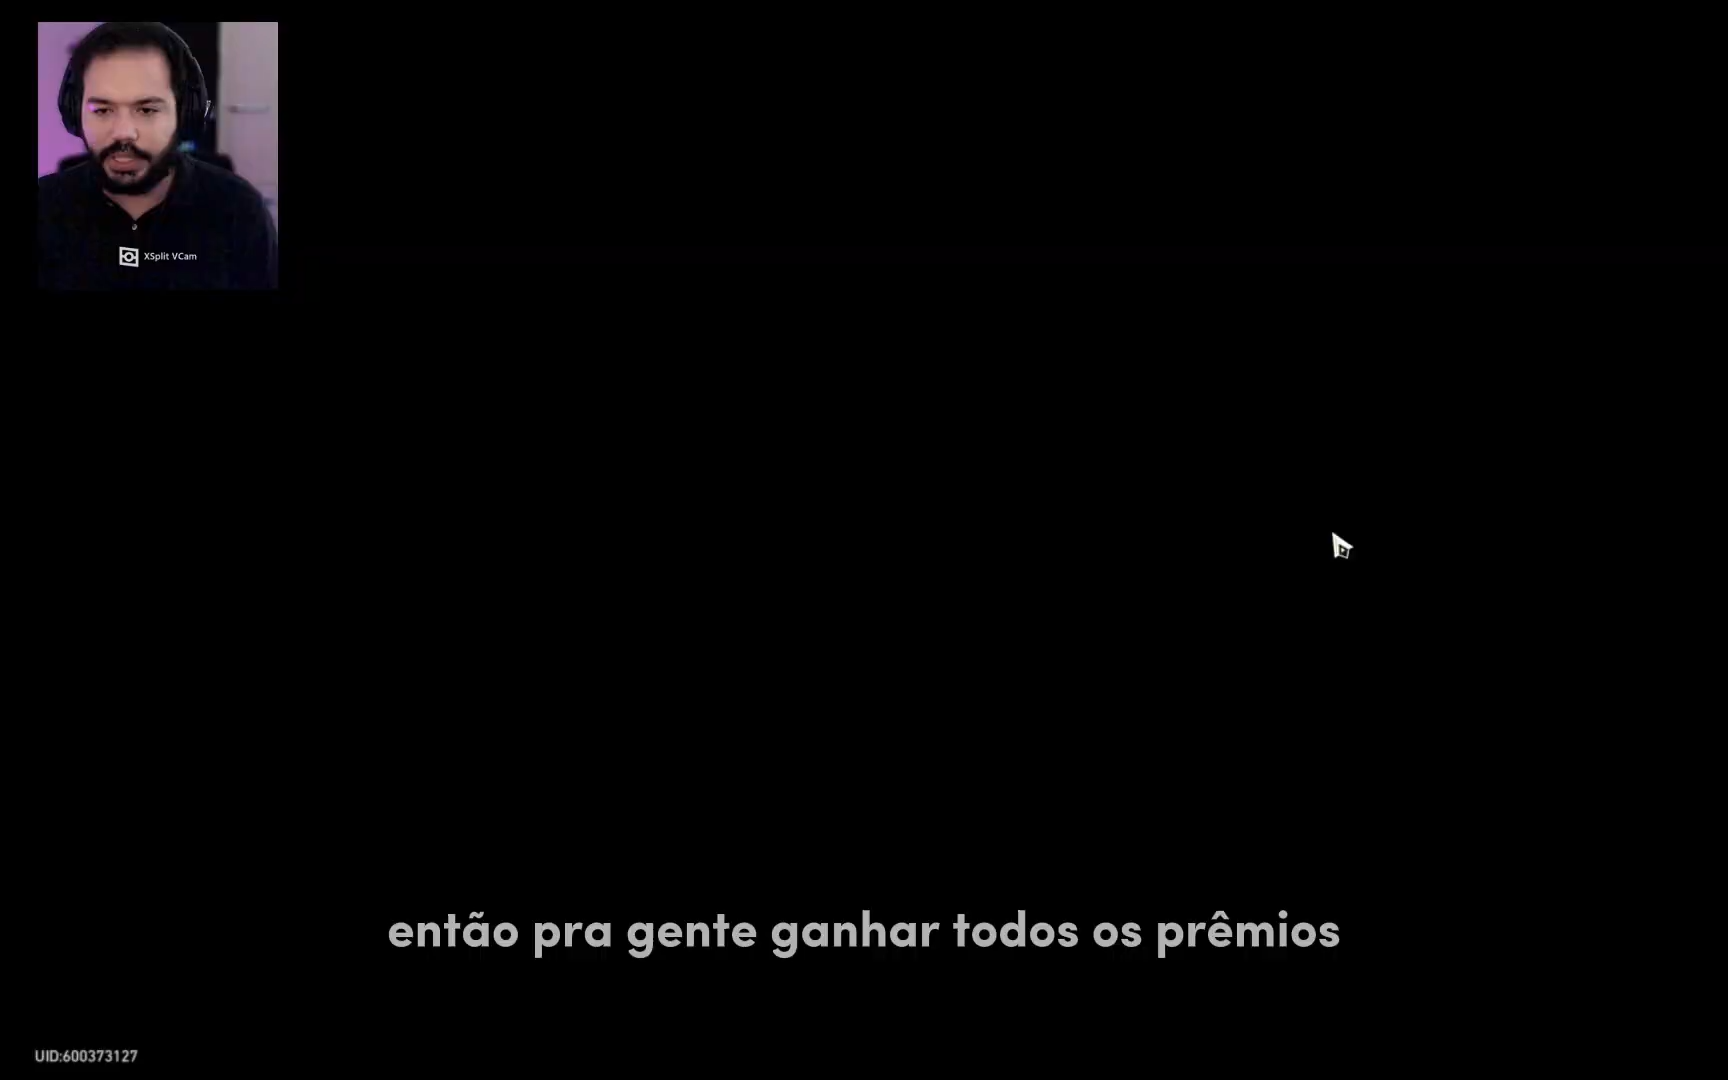 XSplit VCam
então pra gente ganhar todos os prêmios
UID:600373127